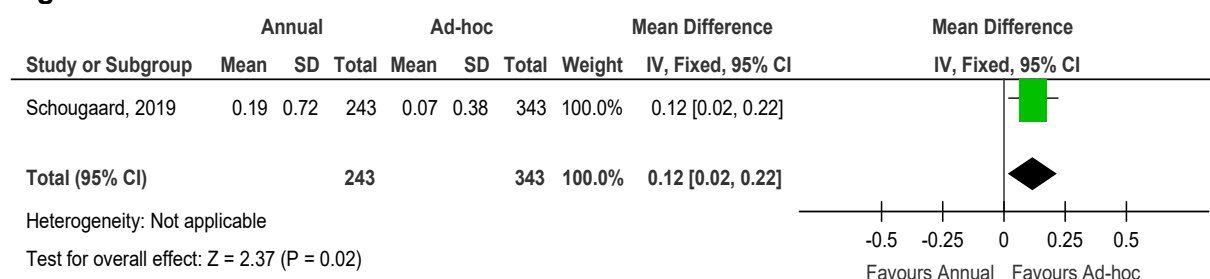 Annual Ad-hoc Mean Difference Mean Difference
Study or Subgroup Mean SD Total Mean SD Total Weight IV, Fixed, 95% CI IV, Fixed, 95% CI
Schougaard, 2019 0.19 0.72 243 0.07 0.38 343 100.0% 0.12 [0.02, 0.22]
Total (95% CI) 243 343 100.0% 0.12 [0.02, 0.22]
Heterogeneity: Not applicable
Test for overall effect: Z = 2.37 (P = 0.02)
-0.5 -0.25 0 0.25 0.5
Favours Annual Favours Ad-hoc